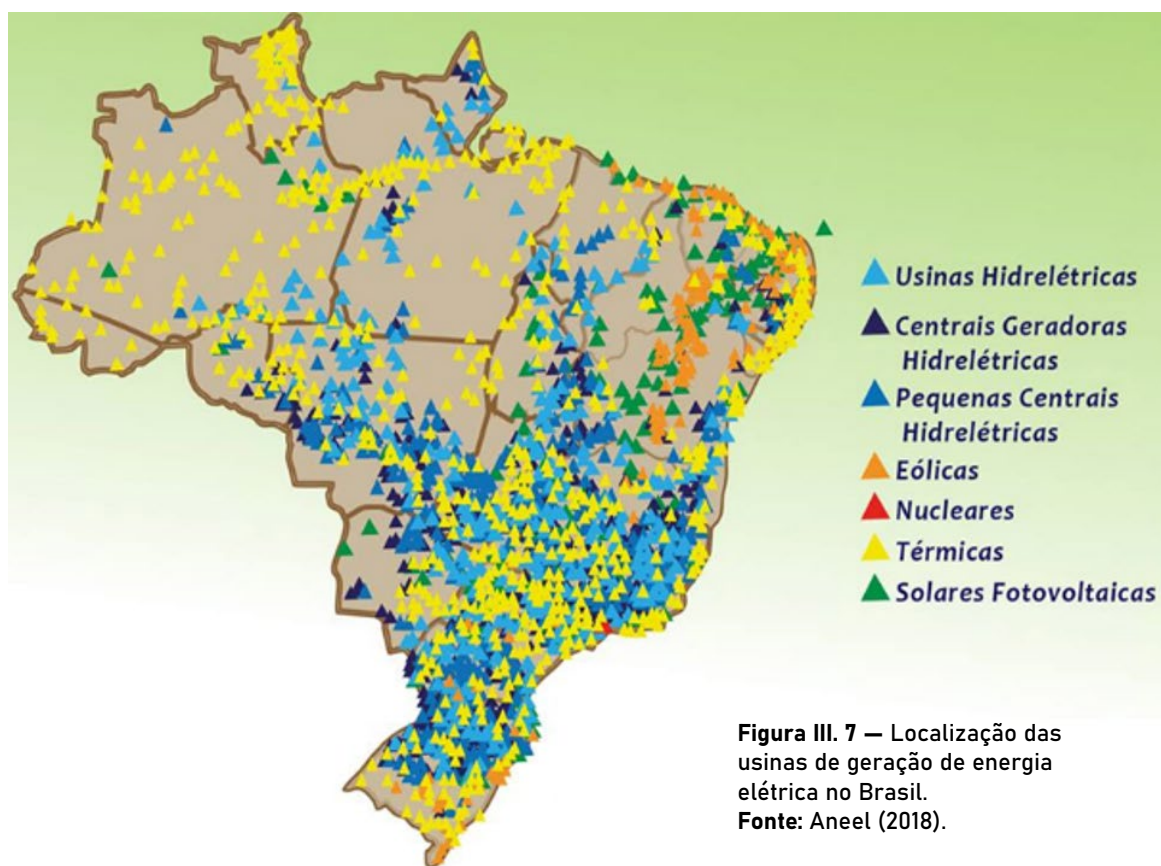 Usinas Hidrelétricas
Centrais Geradoras
Hidrelétricas
Pequenas Centrais
Hidrelétricas
Eólicas
Nucleares
Térmicas
Solares Fotovoltaicas
Figura III. 7 — Localização das
usinas de geração de energia
elétrica no Brasil.
Fonte: Aneel (2018).